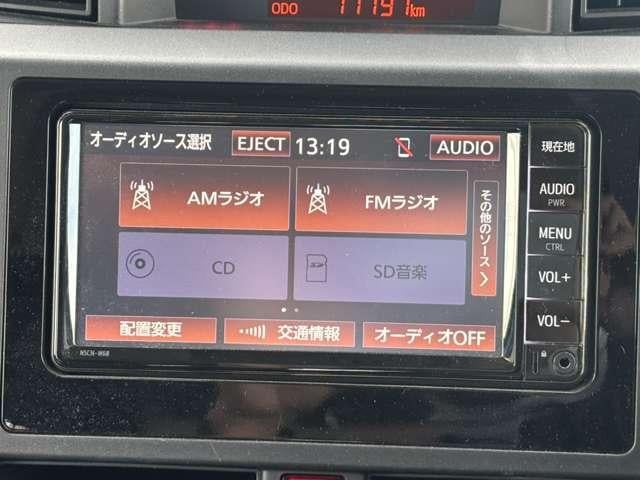 ODO 11191km
オーディオソース選択 EJECT 13:19 AUDIO
AMラジオ
FMラジオ
CD
SD音楽
その他のソース
配置変更
交通情報
オーディオOFF
現在地
AUDIO
PWR
MENU
CTRL
VOL+
VOL-
NSCN-W68